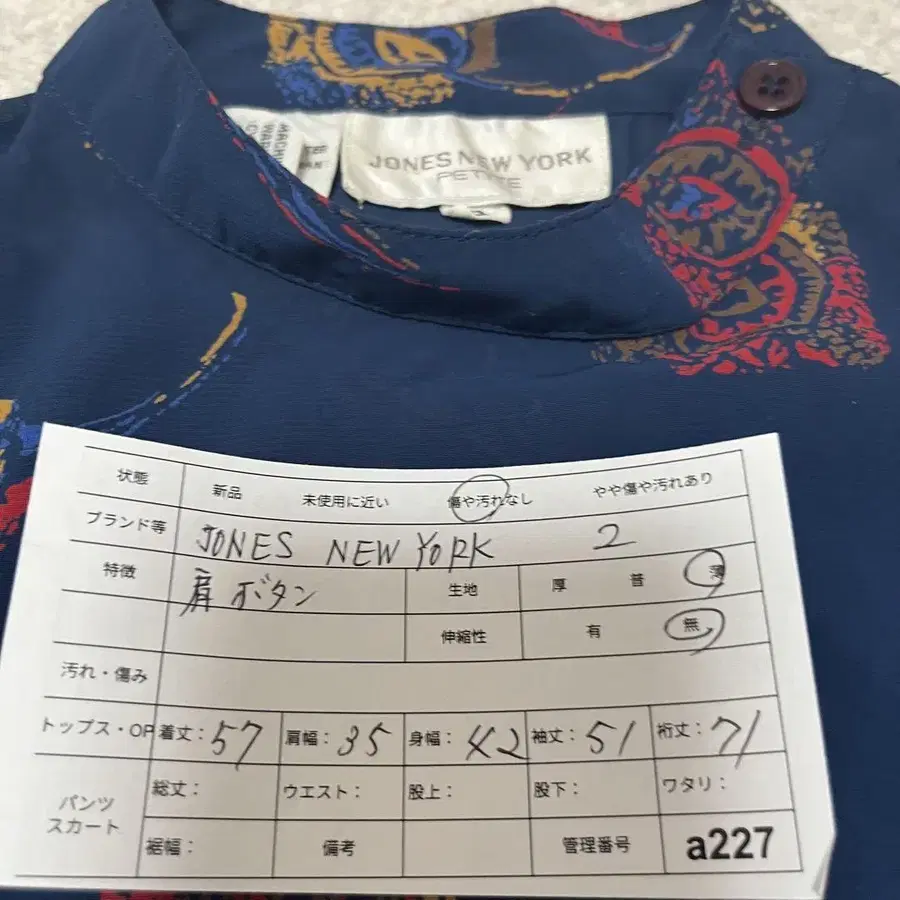 JONES NEW YORK
PETITE
状態 新品 未使用に近い 傷や汚れなし やや傷や汚れあり
ブランド等 JONES NEW YORK 2
特徴 肩ボタン 生地 厚 普 薄
伸縮性 有 無
汚れ・傷み
トップス・OP 着丈: 57 肩幅: 35 身幅: 42 袖丈: 51 裄丈: 71
パンツ
スカート
総丈: ウエスト: 股上: 股下: ワタリ:
裾幅: 備考 管理番号 a227